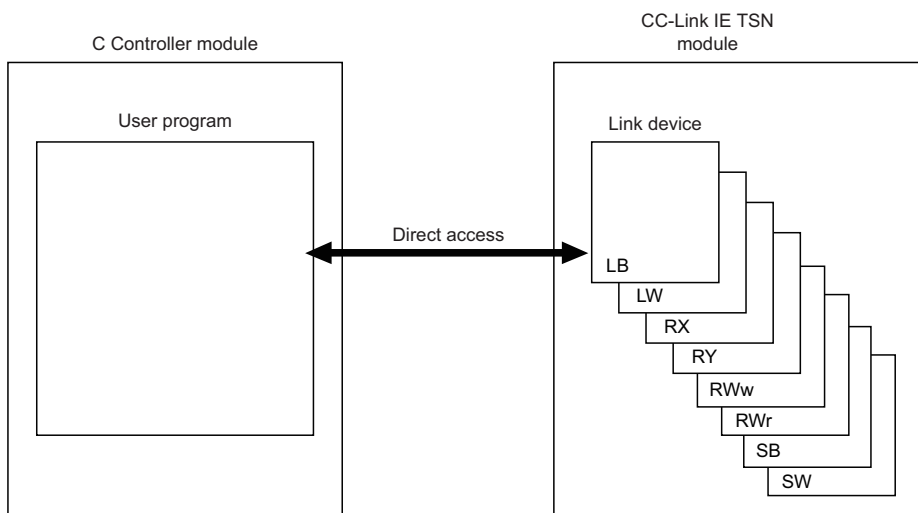 C Controller module
CC-Link IE TSN
module
User program
Link device
Direct access
LB
LW
RX
RY
RWw
RWr
SB
SW